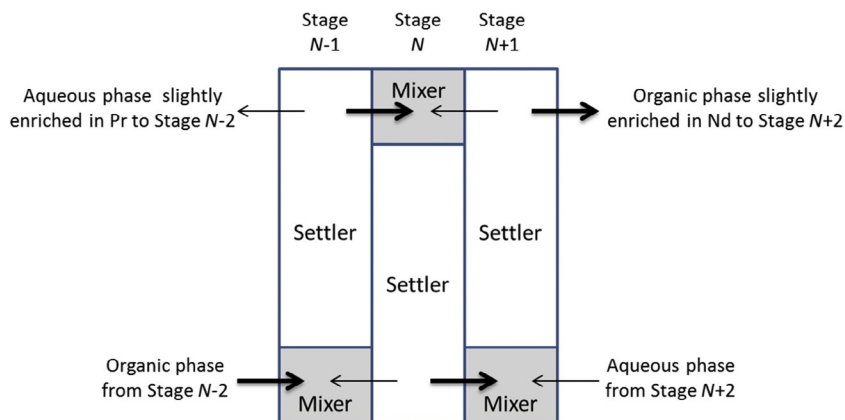 Stage
N-1
Stage
N
Stage
N+1
Mixer
Aqueous phase slightly
enriched in Pr to Stage N-2
Organic phase slightly
enriched in Nd to Stage N+2
Settler
Settler
Settler
Organic phase
from Stage N-2
Aqueous phase
from Stage N+2
Mixer
Mixer